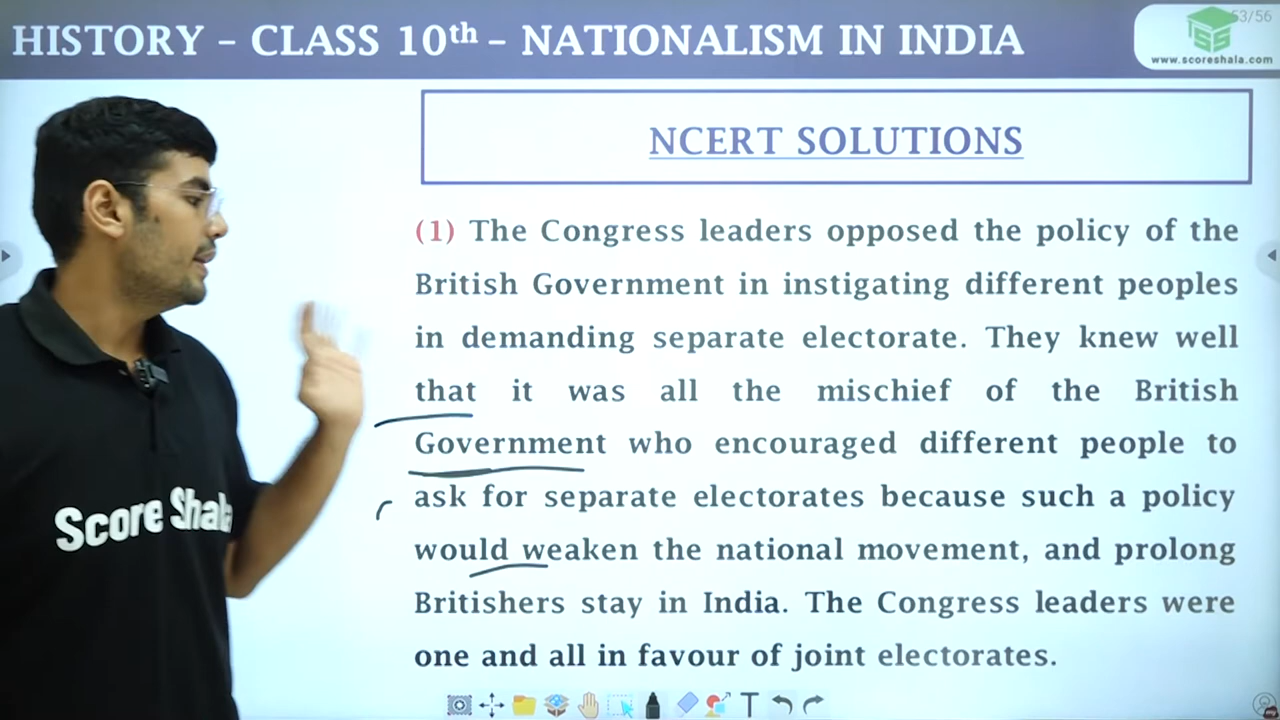 HISTORY – CLASS 10th – NATIONALISM IN INDIA
53/56
www.scoreshala.com
NCERT SOLUTIONS
(1) The Congress leaders opposed the policy of the
British Government in instigating different peoples
in demanding separate electorate. They knew well
that it was all the mischief of the British
Government who encouraged different people to
ask for separate electorates because such a policy
would weaken the national movement, and prolong
Britishers stay in India. The Congress leaders were
one and all in favour of joint electorates.
Score Shala
T